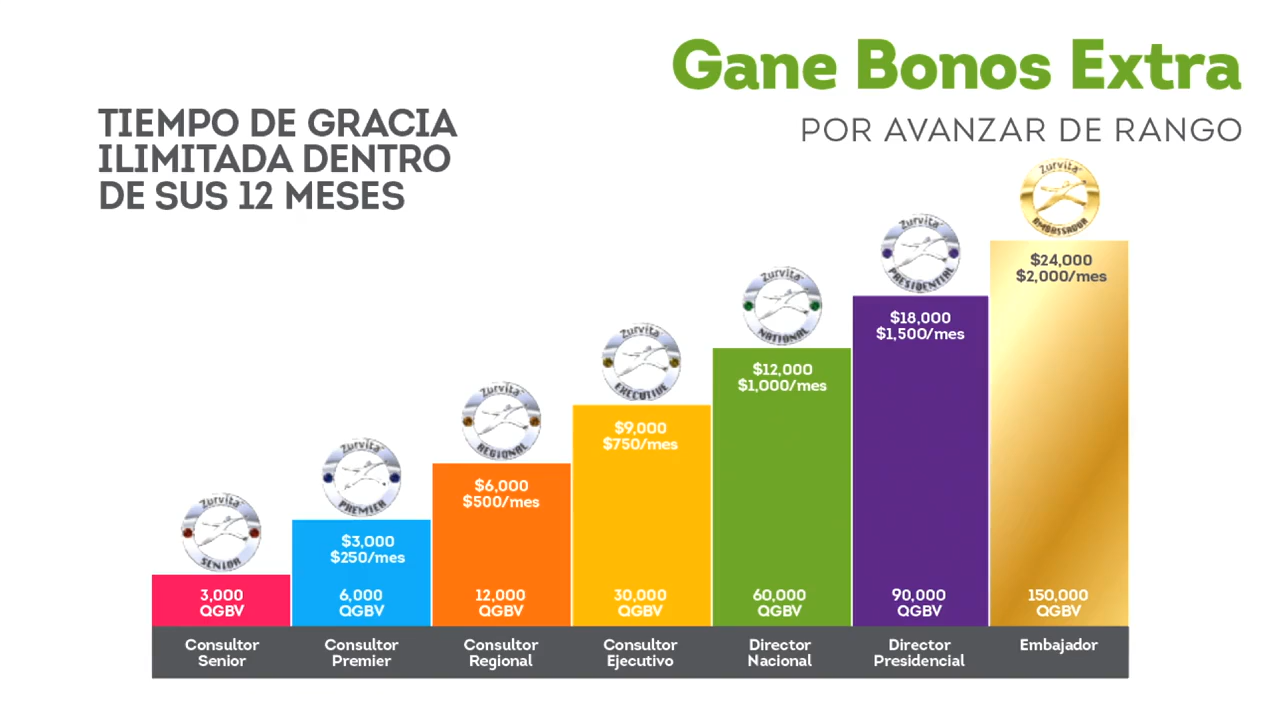 Gane Bonos Extra
POR AVANZAR DE RANGO
TIEMPO DE GRACIA
ILIMITADA DENTRO
DE SUS 12 MESES
Zurvita
SENIOR
3,000
QGBV
Consultor
Senior
Zurvita
PREMIER
$3,000
$250/mes
6,000
QGBV
Consultor
Premier
Zurvita
REGIONAL
$6,000
$500/mes
12,000
QGBV
Consultor
Regional
Zurvita
EXECUTIVE
$9,000
$750/mes
30,000
QGBV
Consultor
Ejecutivo
Zurvita
NATIONAL
$12,000
$1,000/mes
60,000
QGBV
Director
Nacional
Zurvita
PRESIDENTIAL
$18,000
$1,500/mes
90,000
QGBV
Director
Presidencial
Zurvita
AMBASSADOR
$24,000
$2,000/mes
150,000
QGBV
Embajador